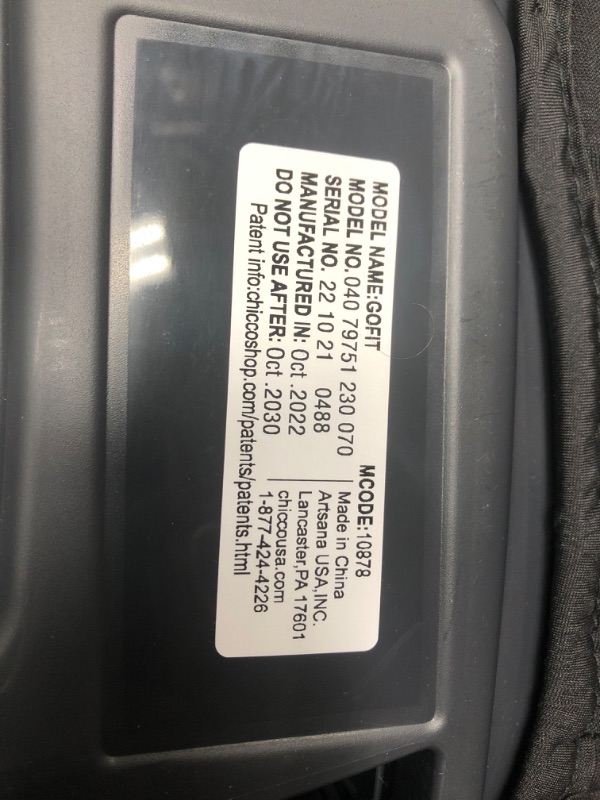 MODEL NAME:GOFIT
MCODE:10878
MODEL NO.040 79751 230 070
Made in China
SERIAL NO. 22 10 21 0488
Artsana USA,INC.
MANUFACTURED IN: Oct .2022
Lancaster,PA 17601
DO NOT USE AFTER: Oct .2030
chiccousa.com
1-877-424-4226
Patent info:chiccoshop.com/patents/patents.html